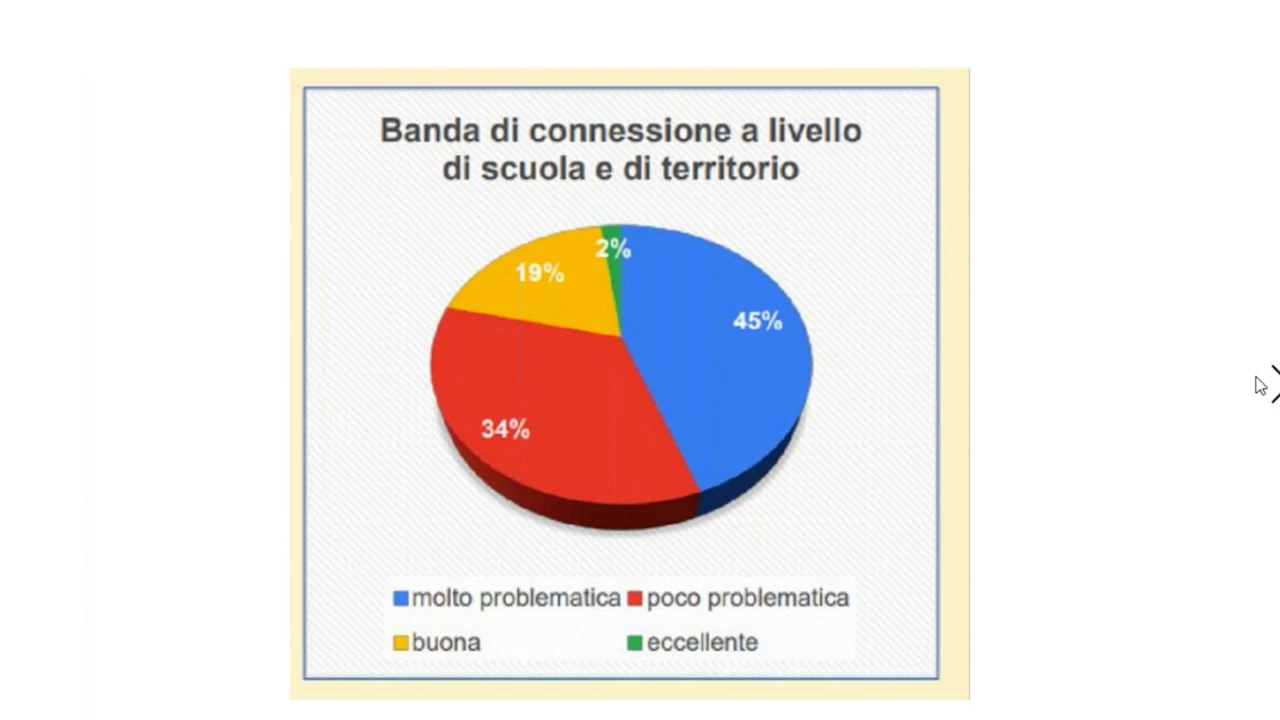 Banda di connessione a livello
di scuola e di territorio
2%
19%
45%
34%
molto problematica poco problematica
buona eccellente